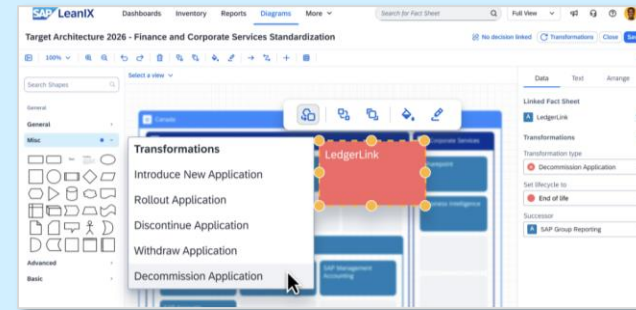 SAP LeanIX
Dashboards Inventory Reports Diagrams More
Search for Fact Sheet
Full View
Target Architecture 2026 - Finance and Corporate Services Standardization
No decision linked
Transformations
Close
100%
Search Shapes
Select a view
General
General
Misc
Advanced
Basic
Canada
Transformations
Introduce New Application
Rollout Application
Discontinue Application
Withdraw Application
Decommission Application
LedgerLink
Corporate Services
SAP Management
Accounting
Data Text Arrange
Linked Fact Sheet
LedgerLink
Transformations
Transformation type
Decommission Application
Set lifecycle to
End of life
Successor
SAP Group Reporting